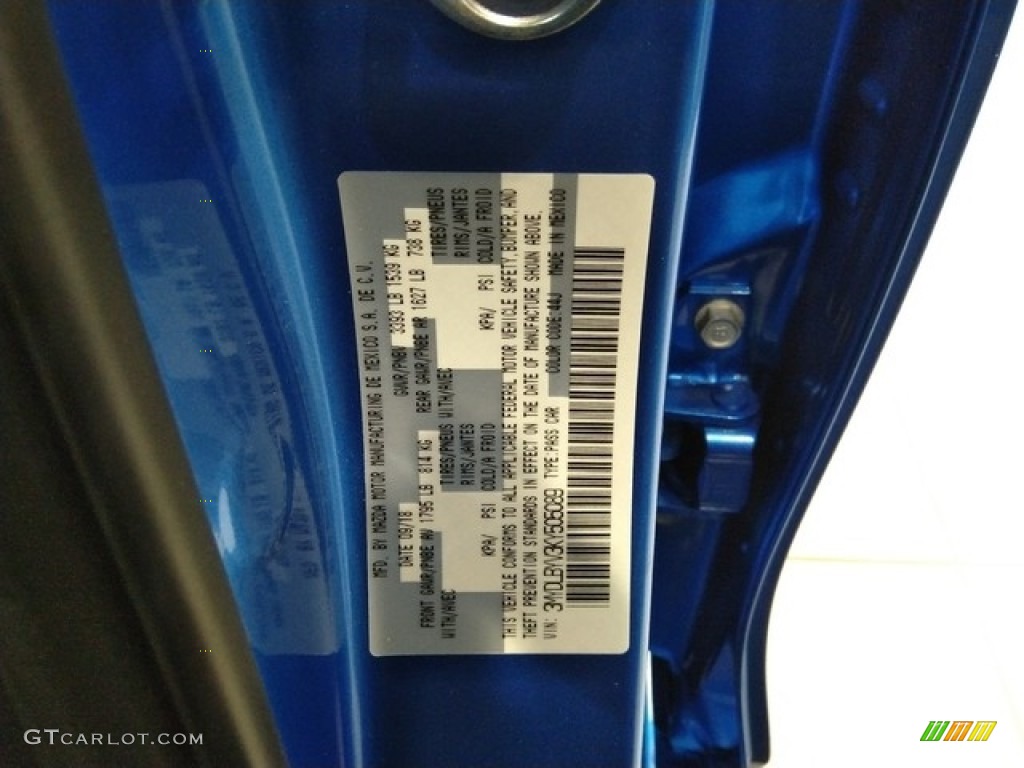 MFD. BY MAZDA MOTOR MANUFACTURING DE MEXICO S.A. DE C.V.
DATE 09/18 GVWR/PNBV 3393 LB 1539 KG
FRONT GAWR/PNBE AV 1795 LB 814 KG REAR GAWR/PNBE AR 1627 LB 738 KG
WITH/AVEC TIRES/PNEUS WITH/AVEC TIRES/PNEUS
RIMS/JANTES RIMS/JANTES
KPA/ PSI COLD/A FROID KPA/ PSI COLD/A FROID
THIS VEHICLE CONFORMS TO ALL APPLICABLE FEDERAL MOTOR VEHICLE SAFETY, BUMPER, AND
THEFT PREVENTION STANDARDS IN EFFECT ON THE DATE OF MANUFACTURE SHOWN ABOVE.
VIN: 3MYDLBYV3KY505089 TYPE:PASS CAR COLOR CODE:44J MADE IN MEXICO
GTCARLOT.COM